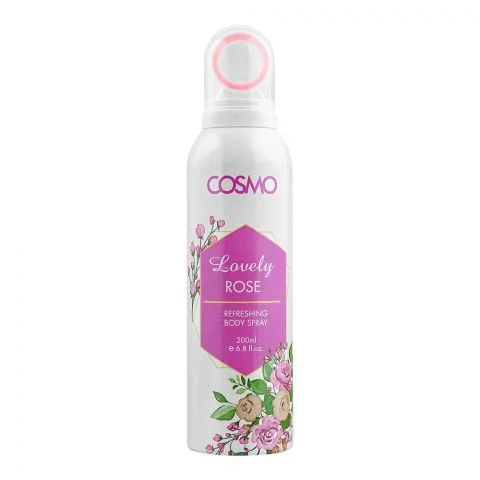 COSMO
Lovely
ROSE
REFRESHING
BODY SPRAY
200ml
e 6.8 fl.oz.